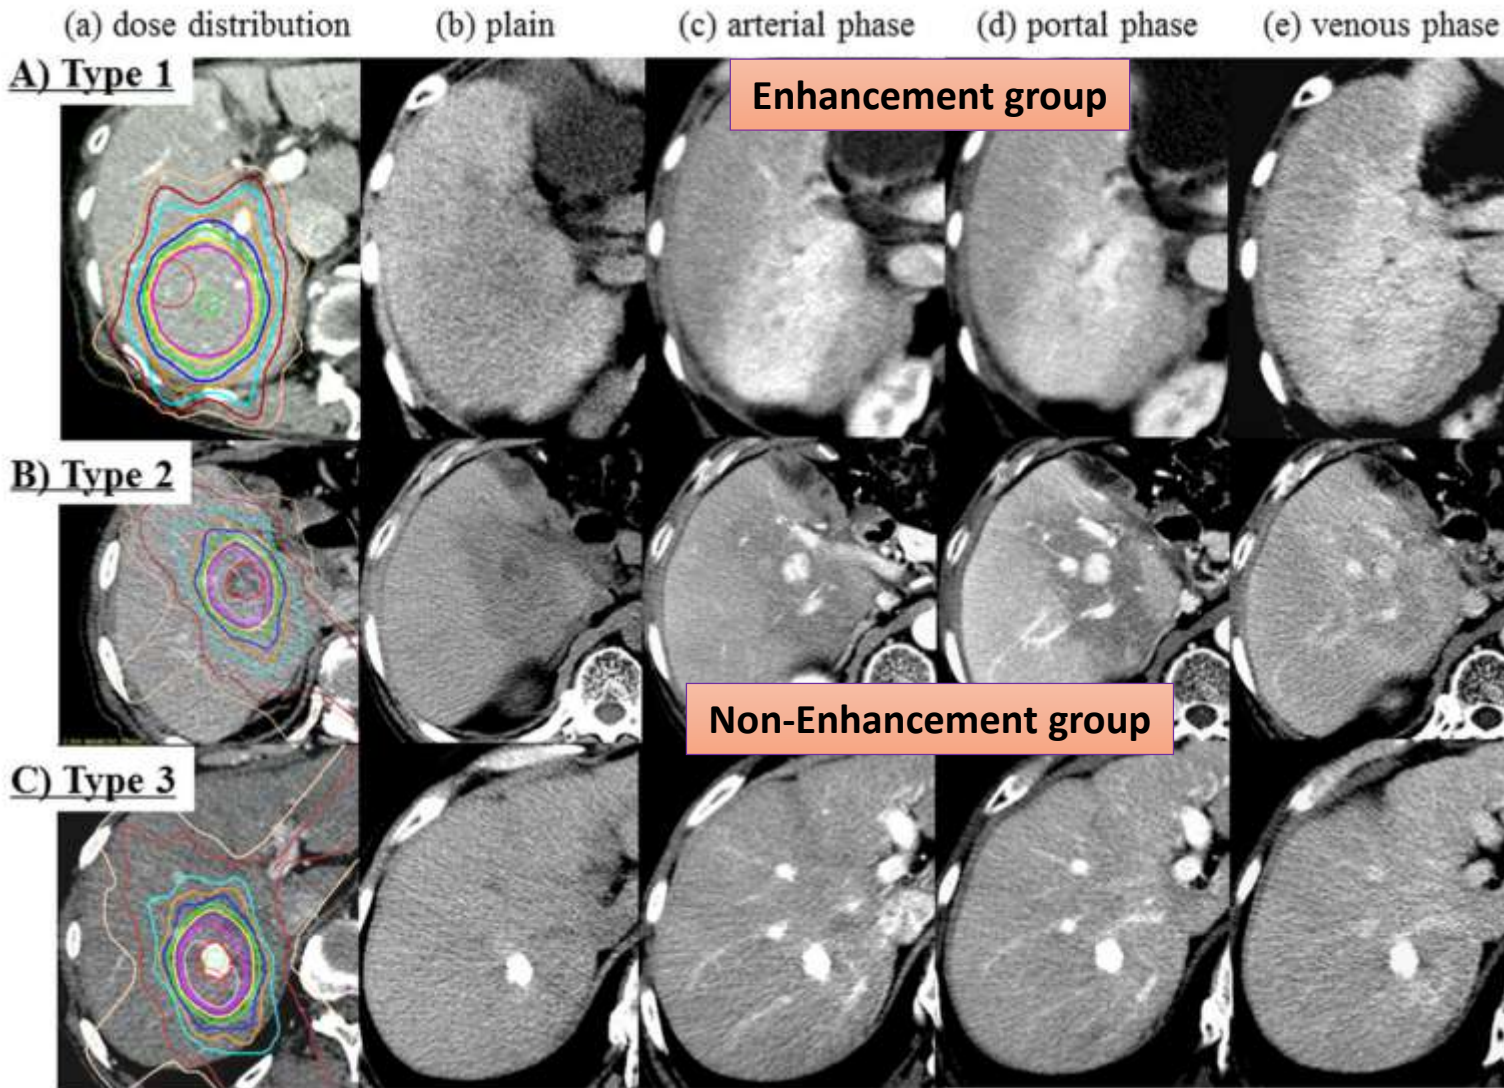 (a) dose distribution (b) plain (c) arterial phase (d) portal phase (e) venous phase
A) Type 1
Enhancement group
B) Type 2
Non-Enhancement group
C) Type 3